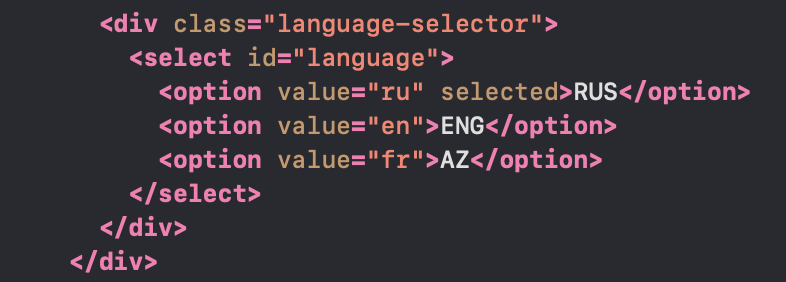 <div class="language-selector">
<select id="language">
<option value="ru" selected>RUS</option>
<option value="en">ENG</option>
<option value="fr">AZ</option>
</select>
</div>
</div>